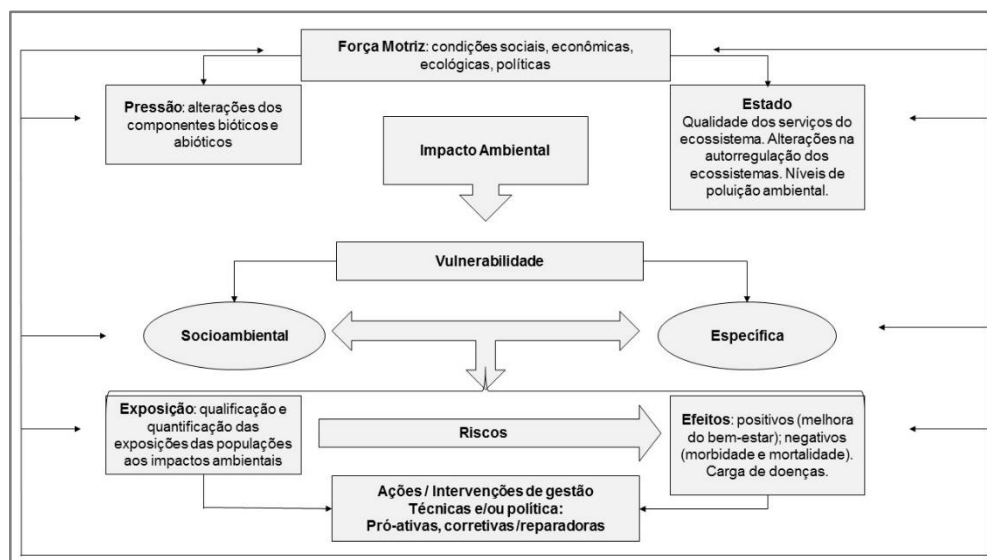 Força Motriz: condições sociais, econômicas,
ecológicas, políticas
Pressão: alterações dos
componentes bióticos e
abióticos
Estado
Qualidade dos serviços do
ecossistema. Alterações na
autorregulação dos
ecossistemas. Níveis de
poluição ambiental.
Impacto Ambiental
Vulnerabilidade
Socioambiental
Específica
Exposição: qualificação e
quantificação das
exposições das populações
aos impactos ambientais
Riscos
Efeitos: positivos (melhora
do bem-estar); negativos
(morbidade e mortalidade).
Carga de doenças.
Ações / Intervenções de gestão
Técnicas e/ou política:
Pró-ativas, corretivas/reparadoras